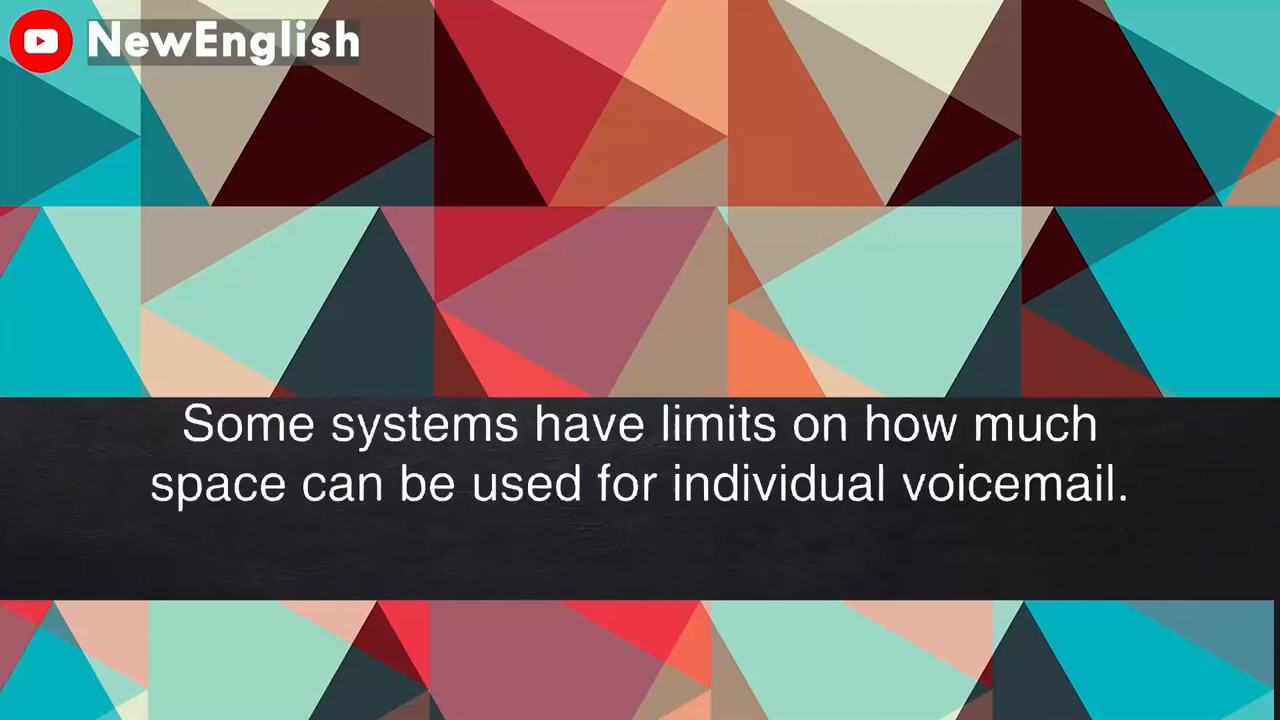 NewEnglish
Some systems have limits on how much
space can be used for individual voicemail.